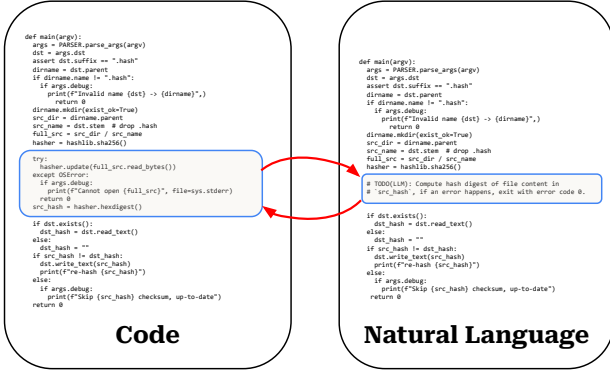 def main(argv):
args = PARSER.parse_args(argv)
dst = args.dst
assert dst.suffix == ".hash"
dirname = dst.parent
if dirname.name != ".hash":
if args.debug:
print(f"Invalid name {dst} -> {dirname}",)
return 0
dirname.mkdir(exist_ok=True)
src_dir = dirname.parent
src_name = dst.stem  # drop .hash
full_src = src_dir / src_name
hasher = hashlib.sha256()
try:
hasher.update(full_src.read_bytes())
except OSError:
if args.debug:
print(f"Cannot open {full_src}", file=sys.stderr)
return 0
src_hash = hasher.hexdigest()
if dst.exists():
dst_hash = dst.read_text()
else:
dst_hash = ""
if src_hash != dst_hash:
dst.write_text(src_hash)
print(f"re-hash {src_hash}")
else:
if args.debug:
print(f"Skip {src_hash} checksum, up-to-date")
return 0
Code
def main(argv):
args = PARSER.parse_args(argv)
dst = args.dst
assert dst.suffix == ".hash"
dirname = dst.parent
if dirname.name != ".hash":
if args.debug:
print(f"Invalid name {dst} -> {dirname}",)
return 0
dirname.mkdir(exist_ok=True)
src_dir = dirname.parent
src_name = dst.stem  # drop .hash
full_src = src_dir / src_name
hasher = hashlib.sha256()
# TODO(LLM): Compute hash digest of file content in
# `src_hash`, if an error happens, exit with error code 0.
if dst.exists():
dst_hash = dst.read_text()
else:
dst_hash = ""
if src_hash != dst_hash:
dst.write_text(src_hash)
print(f"re-hash {src_hash}")
else:
if args.debug:
print(f"Skip {src_hash} checksum, up-to-date")
return 0
Natural Language